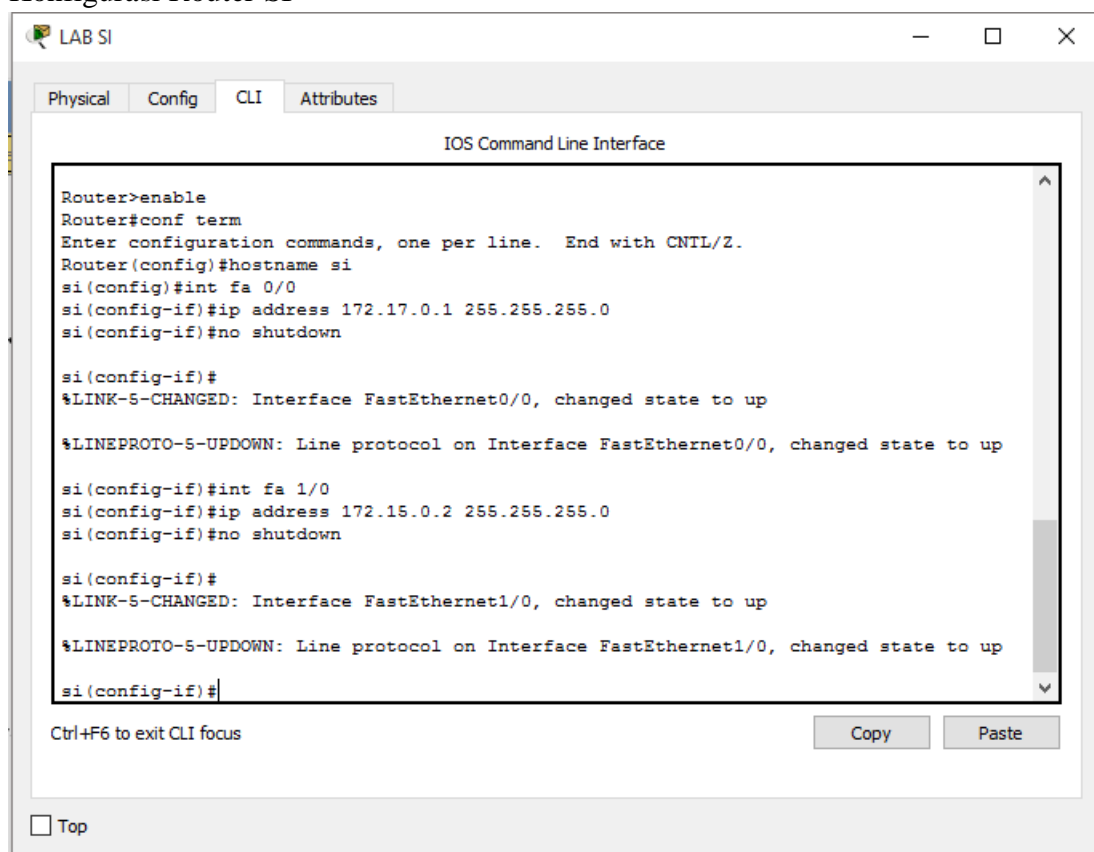 Konfigurasi Router SI
LAB SI
Physical Config CLI Attributes
IOS Command Line Interface
Router>enable
Router#conf term
Enter configuration commands, one per line.  End with CNTL/Z.
Router(config)#hostname si
si(config)#int fa 0/0
si(config-if)#ip address 172.17.0.1 255.255.255.0
si(config-if)#no shutdown
si(config-if)#
%LINK-5-CHANGED: Interface FastEthernet0/0, changed state to up
%LINEPROTO-5-UPDOWN: Line protocol on Interface FastEthernet0/0, changed state to up
si(config-if)#int fa 1/0
si(config-if)#ip address 172.15.0.2 255.255.255.0
si(config-if)#no shutdown
si(config-if)#
%LINK-5-CHANGED: Interface FastEthernet1/0, changed state to up
%LINEPROTO-5-UPDOWN: Line protocol on Interface FastEthernet1/0, changed state to up
si(config-if)#
Ctrl+F6 to exit CLI focus
Copy Paste
Top